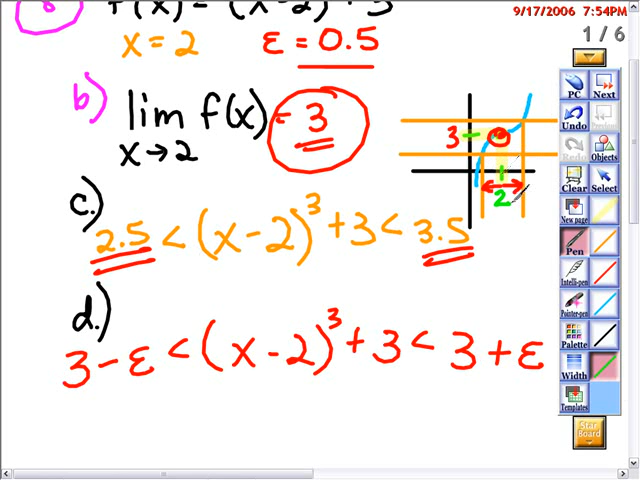 f(x) = (x-2) + 3
x = 2 ε = 0.5
b) lim f(x) = 3
x→2
3
2
c.) 2.5 < (x-2)³ + 3 < 3.5
d.) 3 - ε < (x-2)³ + 3 < 3 + ε
9/17/2006 7:54PM
1 / 6
PC Next
Undo
Redo Objects
Clear Select
New page
Pen
Intelli-pen
Pointer-pen
Palette
Width
Templates
Star Board